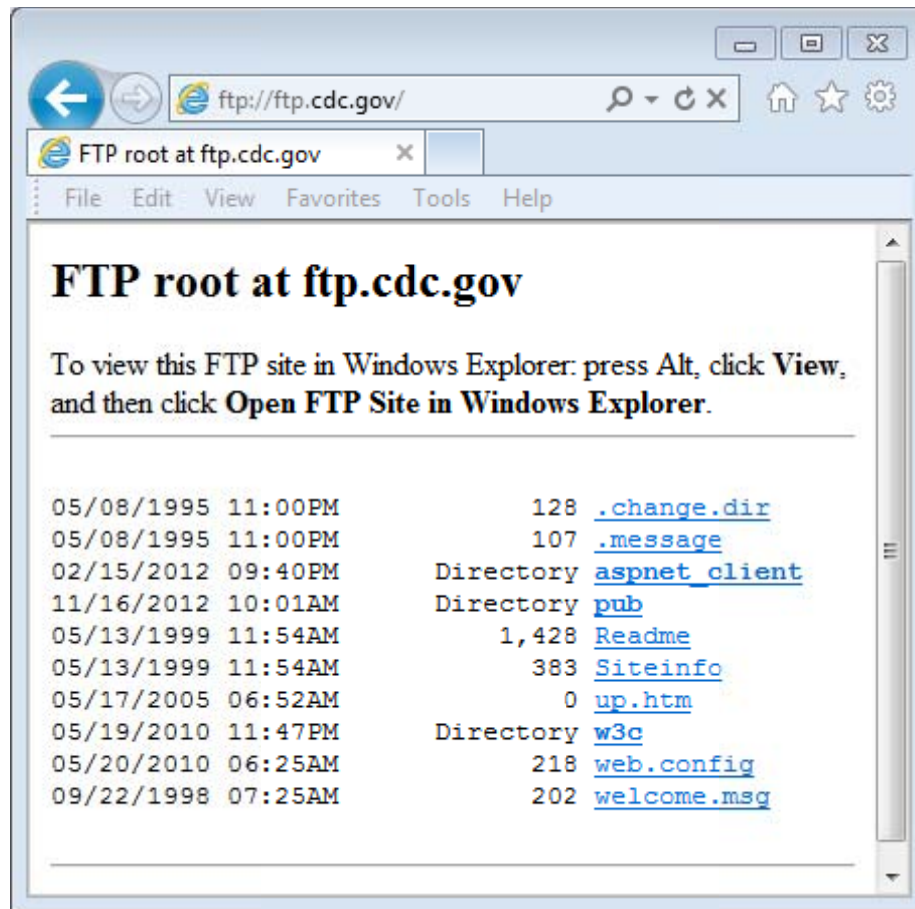 ftp://ftp.cdc.gov/
FTP root at ftp.cdc.gov
File Edit View Favorites Tools Help
FTP root at ftp.cdc.gov
To view this FTP site in Windows Explorer: press Alt, click View,
and then click Open FTP Site in Windows Explorer.
05/08/1995 11:00PM 128 .change.dir
05/08/1995 11:00PM 107 .message
02/15/2012 09:40PM Directory aspnet_client
11/16/2012 10:01AM Directory pub
05/13/1999 11:54AM 1,428 Readme
05/13/1999 11:54AM 383 Siteinfo
05/17/2005 06:52AM 0 up.htm
05/19/2010 11:47PM Directory w3c
05/20/2010 06:25AM 218 web.config
09/22/1998 07:25AM 202 welcome.msg